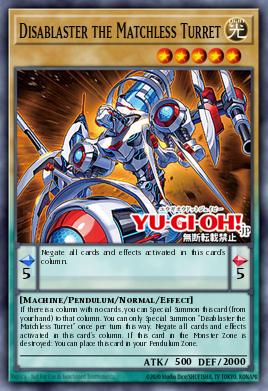 DISABLASTER THE MATCHLESS TURRET
LIGHT
光
YU-GI-OH!
JP
無断転載禁止
Negate all cards and effects activated in this card's
column.
5
5
[Machine/Pendulum/Normal/Effect]
If there is a column with no cards, you can Special Summon this card (from
your hand) to that column. You can only Special Summon "Disablaster the
Matchless Turret" once per turn this way. Negate all cards and effects
activated in this card's column. If this card in the Monster Zone is
destroyed: You can place this card in your Pendulum Zone.
ATK/ 500 DEF/2000